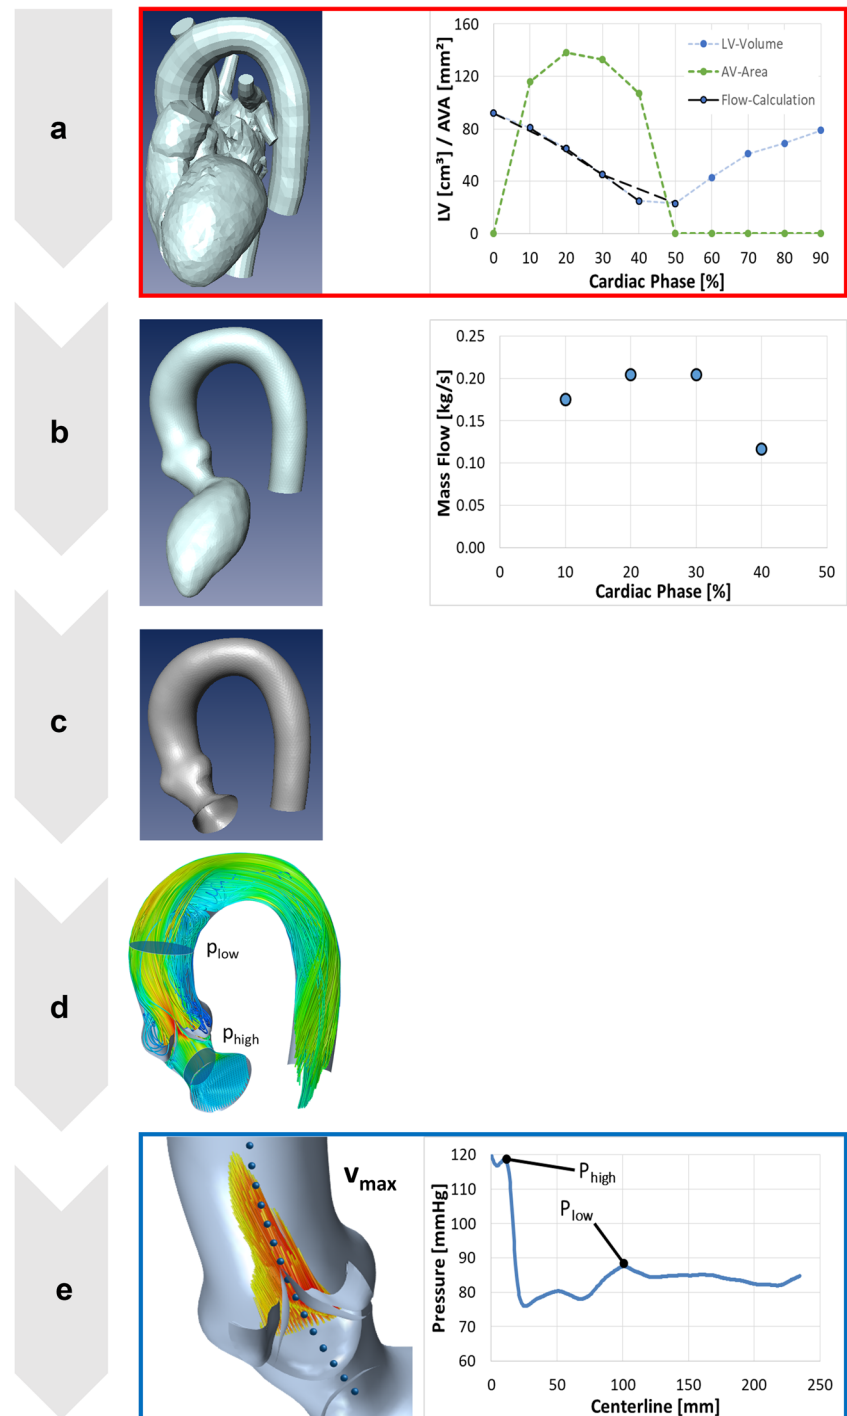 a
LV [cm³] / AVA [mm²]
160
120
80
40
0
LV-Volume
AV-Area
Flow-Calculation
0 10 20 30 40 50 60 70 80 90
Cardiac Phase [%]
b
Mass Flow [kg/s]
0.25
0.20
0.15
0.10
0.05
0.00
0 10 20 30 40 50
Cardiac Phase [%]
c
d
plow
phigh
e
vmax
Pressure [mmHg]
120
110
100
90
80
70
60
Phigh
Plow
0 50 100 150 200 250
Centerline [mm]